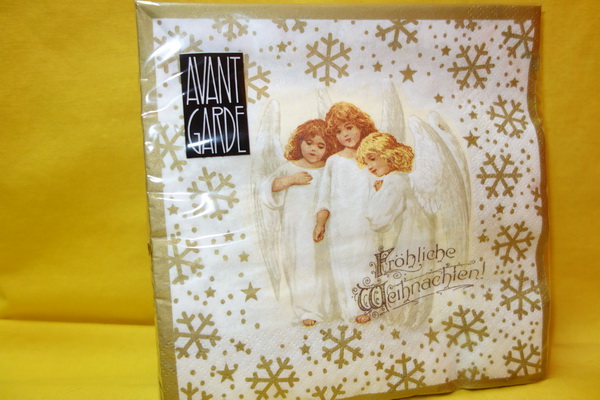 AVANT
GARDE
Fröhliche
Weihnachten!